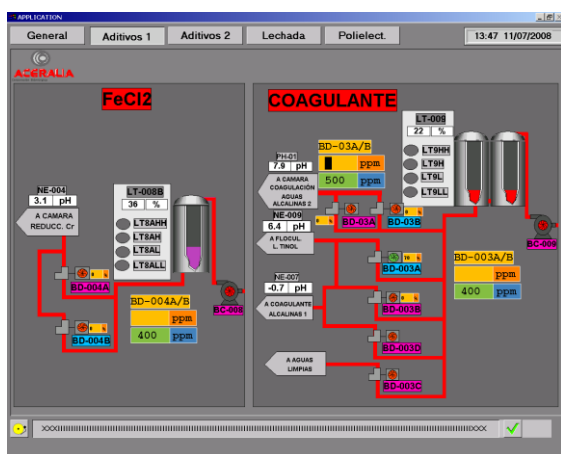 APPLICATION
General
Aditivos 1
Aditivos 2
Lechada
Polielect.
13:47 11/07/2008
AZERALIA
FeCl2
NE-004
3.1 pH
A CAMARA
REDUCC. Cr
LT-008B
36 %
LT8AHH
LT8AH
LT8AL
LT8ALL
BD-004A
BD-004B
BD-004A/B
ppm
400 ppm
COAGULANTE
LT-009
22 %
LT9HH
LT9H
LT9L
LT9LL
BC-009
PH-01
7.9 pH
A CAMARA
COAGULACIÓN
AGUAS
ALCALINAS 2
BD-03A/B
ppm
500 ppm
BD-03A
BD-03B
NE-009
6.4 pH
A FLOCUL.
L. TINOL
BD-003A
BD-003A/B
ppm
400 ppm
NE-007
-0.7 pH
A COAGULANTE
ALCALINAS 1
BD-003B
BD-003D
A AGUAS
LIMPIAS
BD-003C